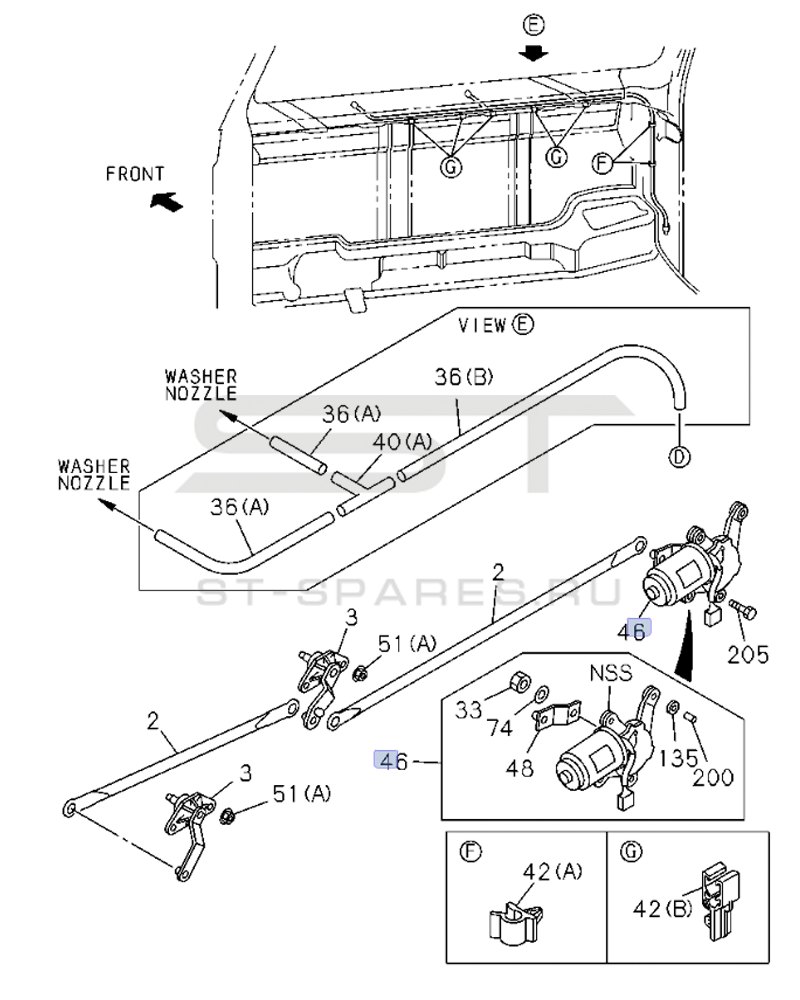 E
FRONT
G
G
F
VIEW E
WASHER
NOZZLE
36(B)
36(A)
40(A)
WASHER
NOZZLE
D
36(A)
ST
ST-SPARES.RU
2
46
3
51(A)
205
NSS
33
74
2
46
48
135
200
3
51(A)
F
G
42(A)
42(B)